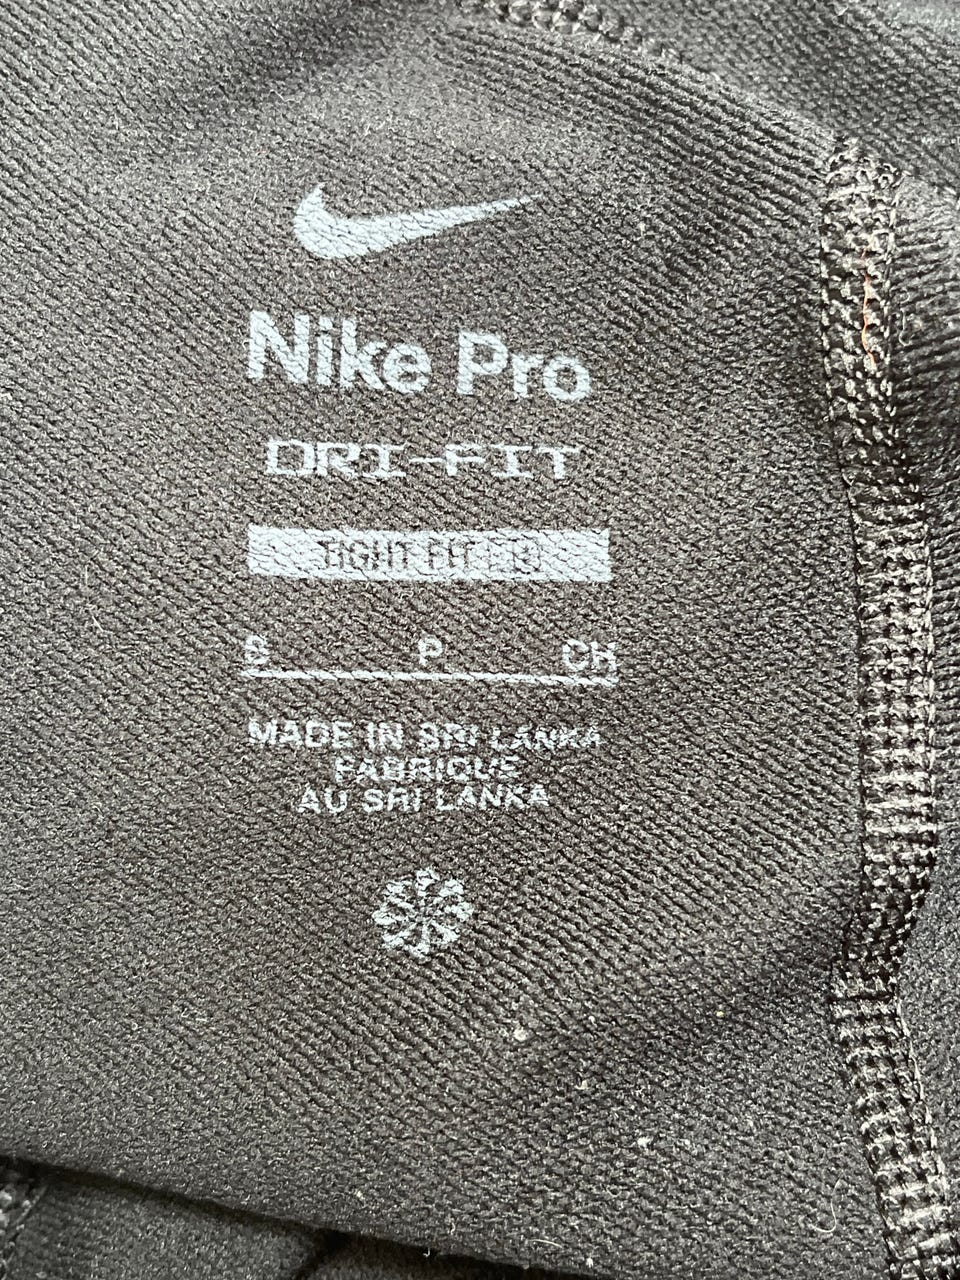 Nike Pro
DRI-FIT
TIGHT FIT
S P CH
MADE IN SRI LANKA
FABRIQUE
AU SRI LANKA